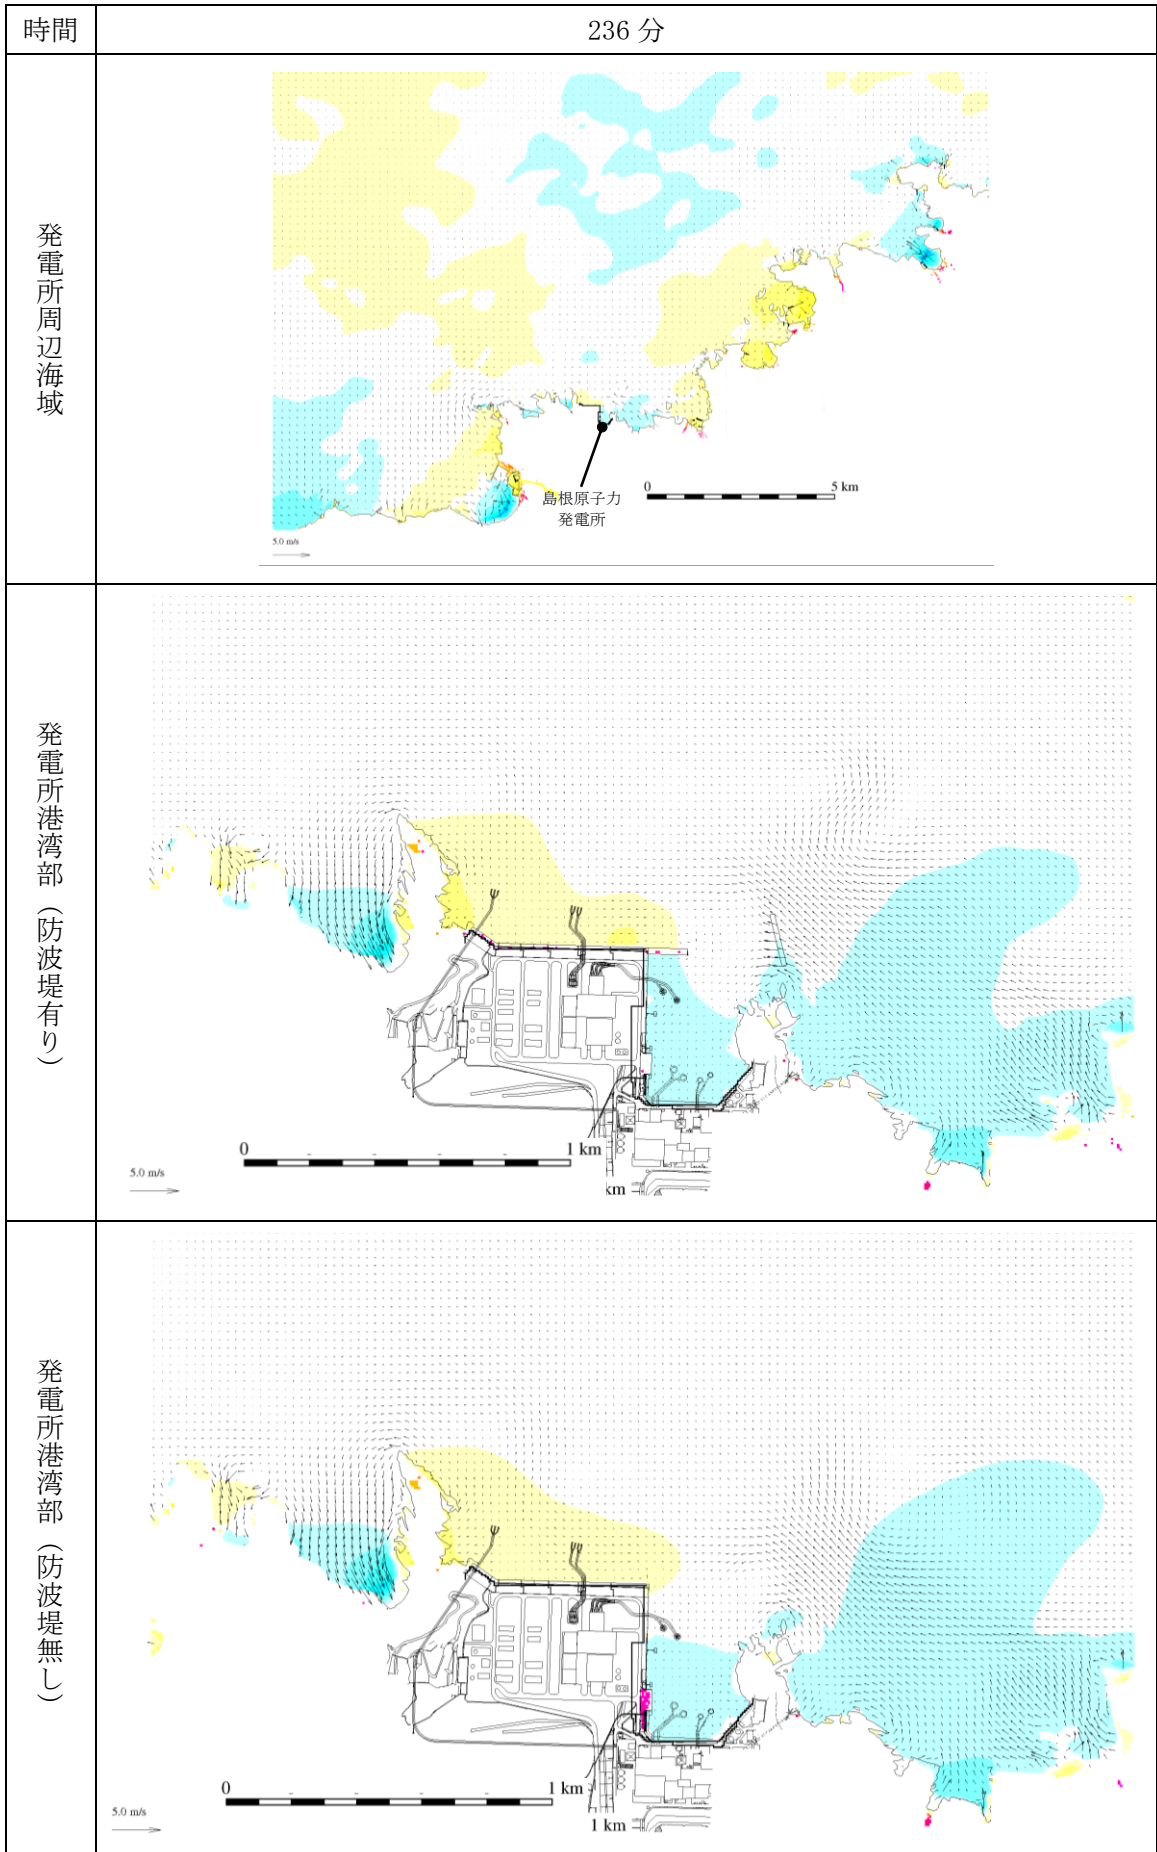 時間
236 分
発電所周辺海域
島根原子力
発電所
0
5 km
5.0 m/s
発電所港湾部（防波堤有り）
0
1 km
5.0 m/s
km
発電所港湾部（防波堤無し）
0
1 km
5.0 m/s
1 km